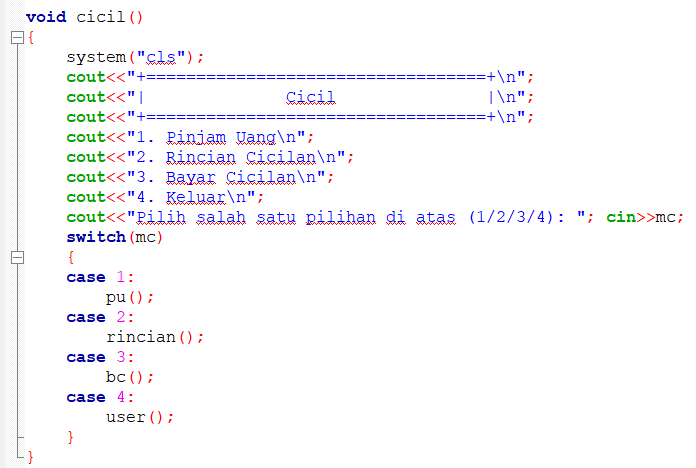 void cicil()
{
system("cls");
cout<<"+==================================+\n";
cout<<"|              Cicil               |\n";
cout<<"+==================================+\n";
cout<<"1. Pinjam Uang\n";
cout<<"2. Rincian Cicilan\n";
cout<<"3. Bayar Cicilan\n";
cout<<"4. Keluar\n";
cout<<"Pilih salah satu pilihan di atas (1/2/3/4): "; cin>>mc;
switch(mc)
{
case 1:
pu();
case 2:
rincian();
case 3:
bc();
case 4:
user();
}
}